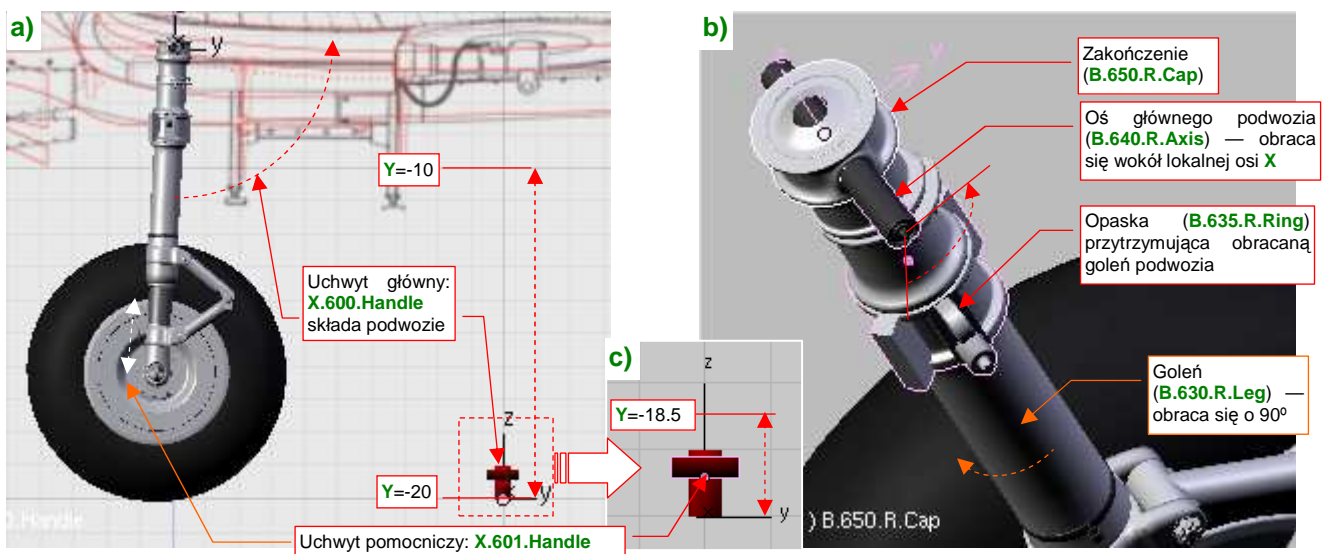 a)
y
Y=-10
Uchwyt główny:
X.600.Handle
składa podwozie
z
Y=-20
y
Uchwyt pomocniczy: X.601.Handle
c)
z
Y=-18.5
y
b)
y
Zakończenie
(B.650.R.Cap)
Oś głównego podwozia
(B.640.R.Axis) — obraca
się wokół lokalnej osi X
Opaska (B.635.R.Ring)
przytrzymująca obracaną
goleń podwozia
Goleń
(B.630.R.Leg) —
obraca się o 90º
) B.650.R.Cap